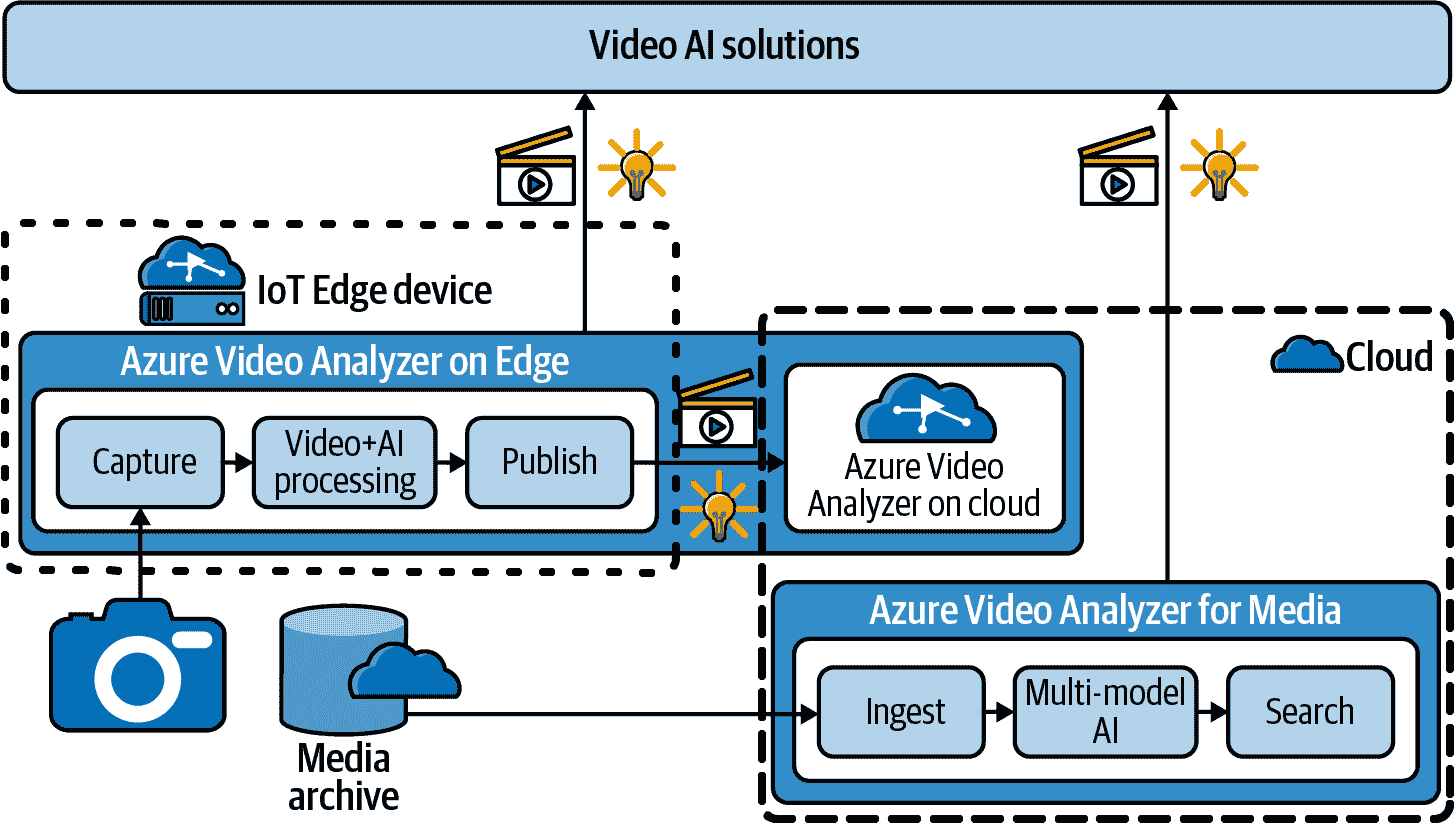 Video AI solutions
IoT Edge device
Azure Video Analyzer on Edge
Cloud
Capture
Video+AI
processing
Publish
Azure Video
Analyzer on cloud
Azure Video Analyzer for Media
Ingest
Multi-model
AI
Search
Media
archive